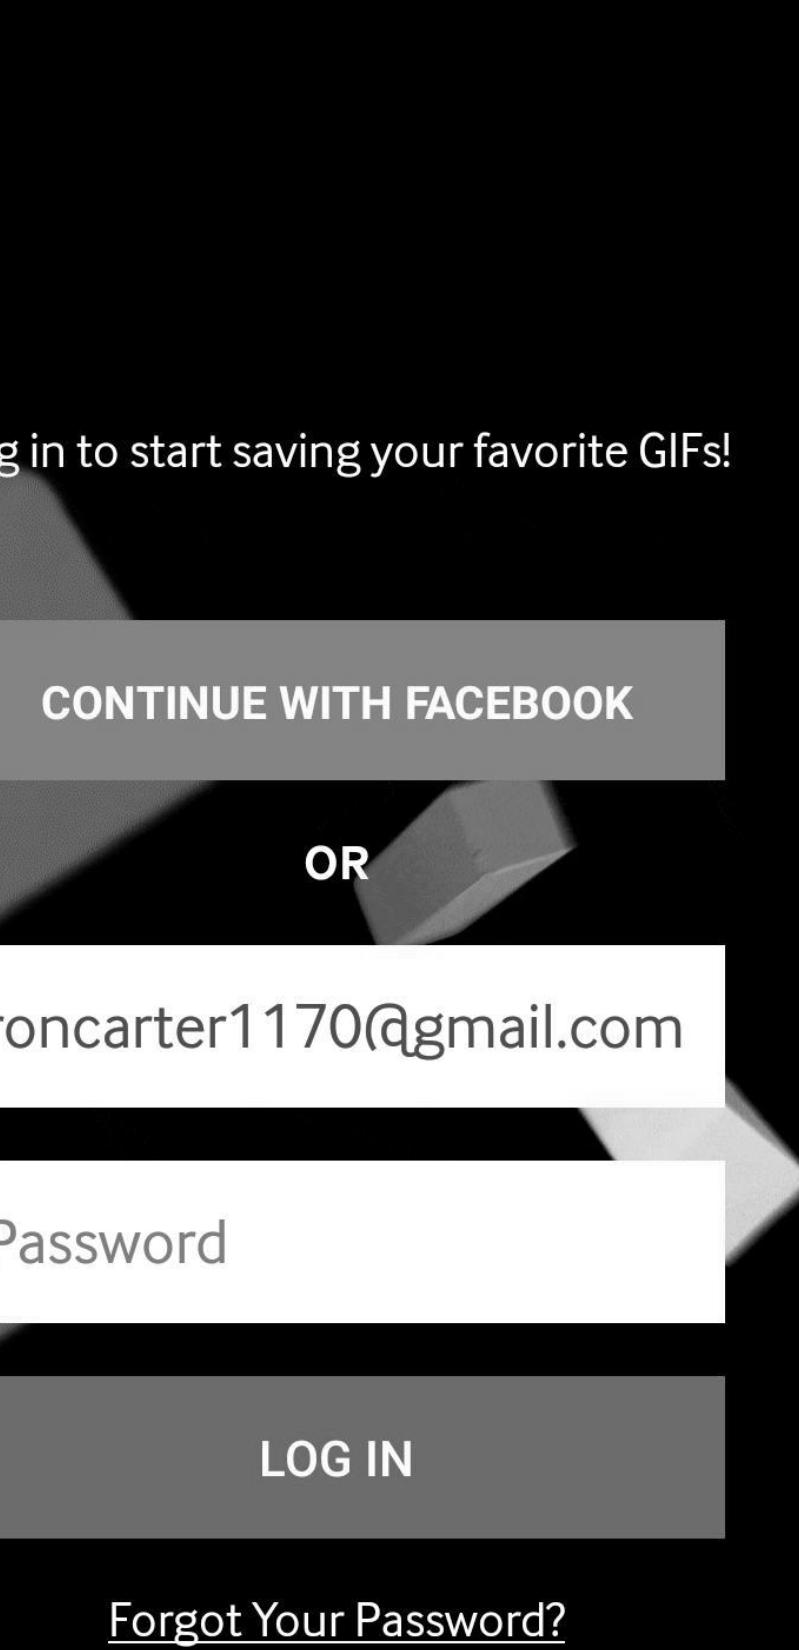 g in to start saving your favorite GIFs!
CONTINUE WITH FACEBOOK
OR
roncarter1170@gmail.com
Password
LOG IN
Forgot Your Password?